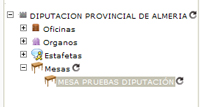 DIPUTACION PROVINCIAL DE ALMERIA
Oficinas
Organos
Estafetas
Mesas
MESA PRUEBAS DIPUTACIÓN